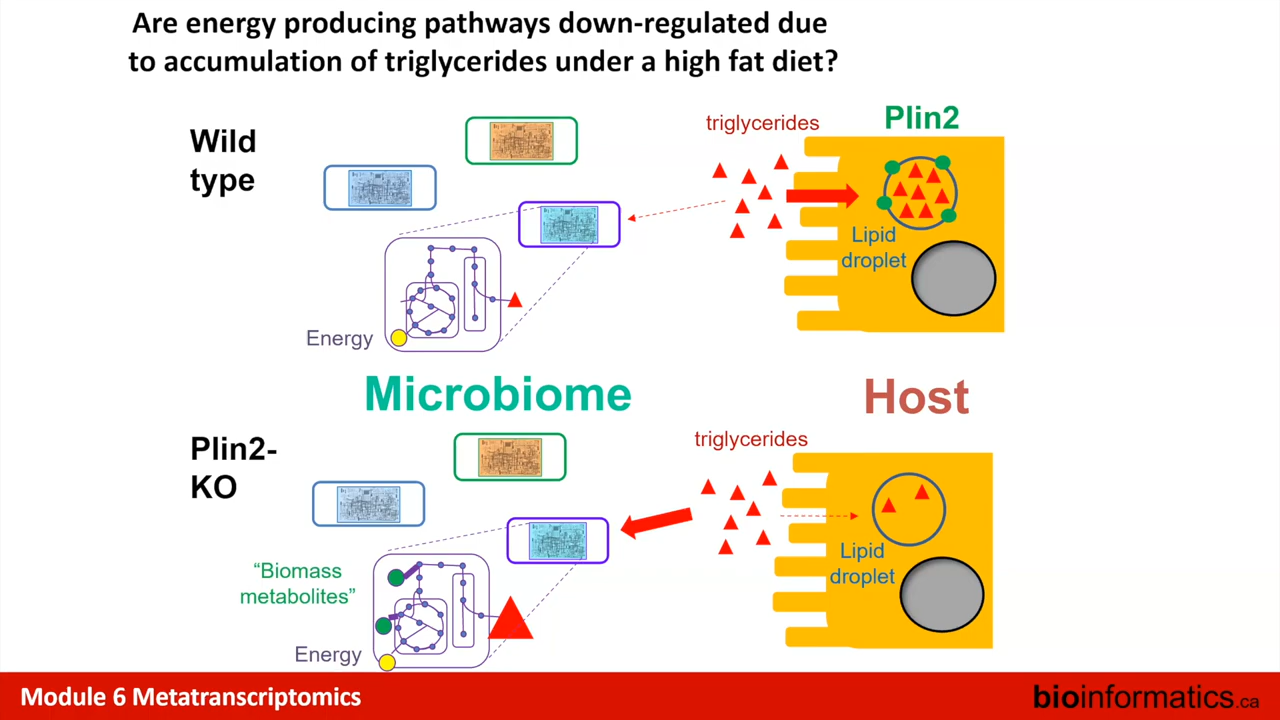 Are energy producing pathways down-regulated due
to accumulation of triglycerides under a high fat diet?
Wild
type
triglycerides
Plin2
Lipid
droplet
Energy
Microbiome
Host
Plin2-
KO
triglycerides
Lipid
droplet
“Biomass
metabolites”
Energy
Module 6 Metatranscriptomics
bioinformatics.ca